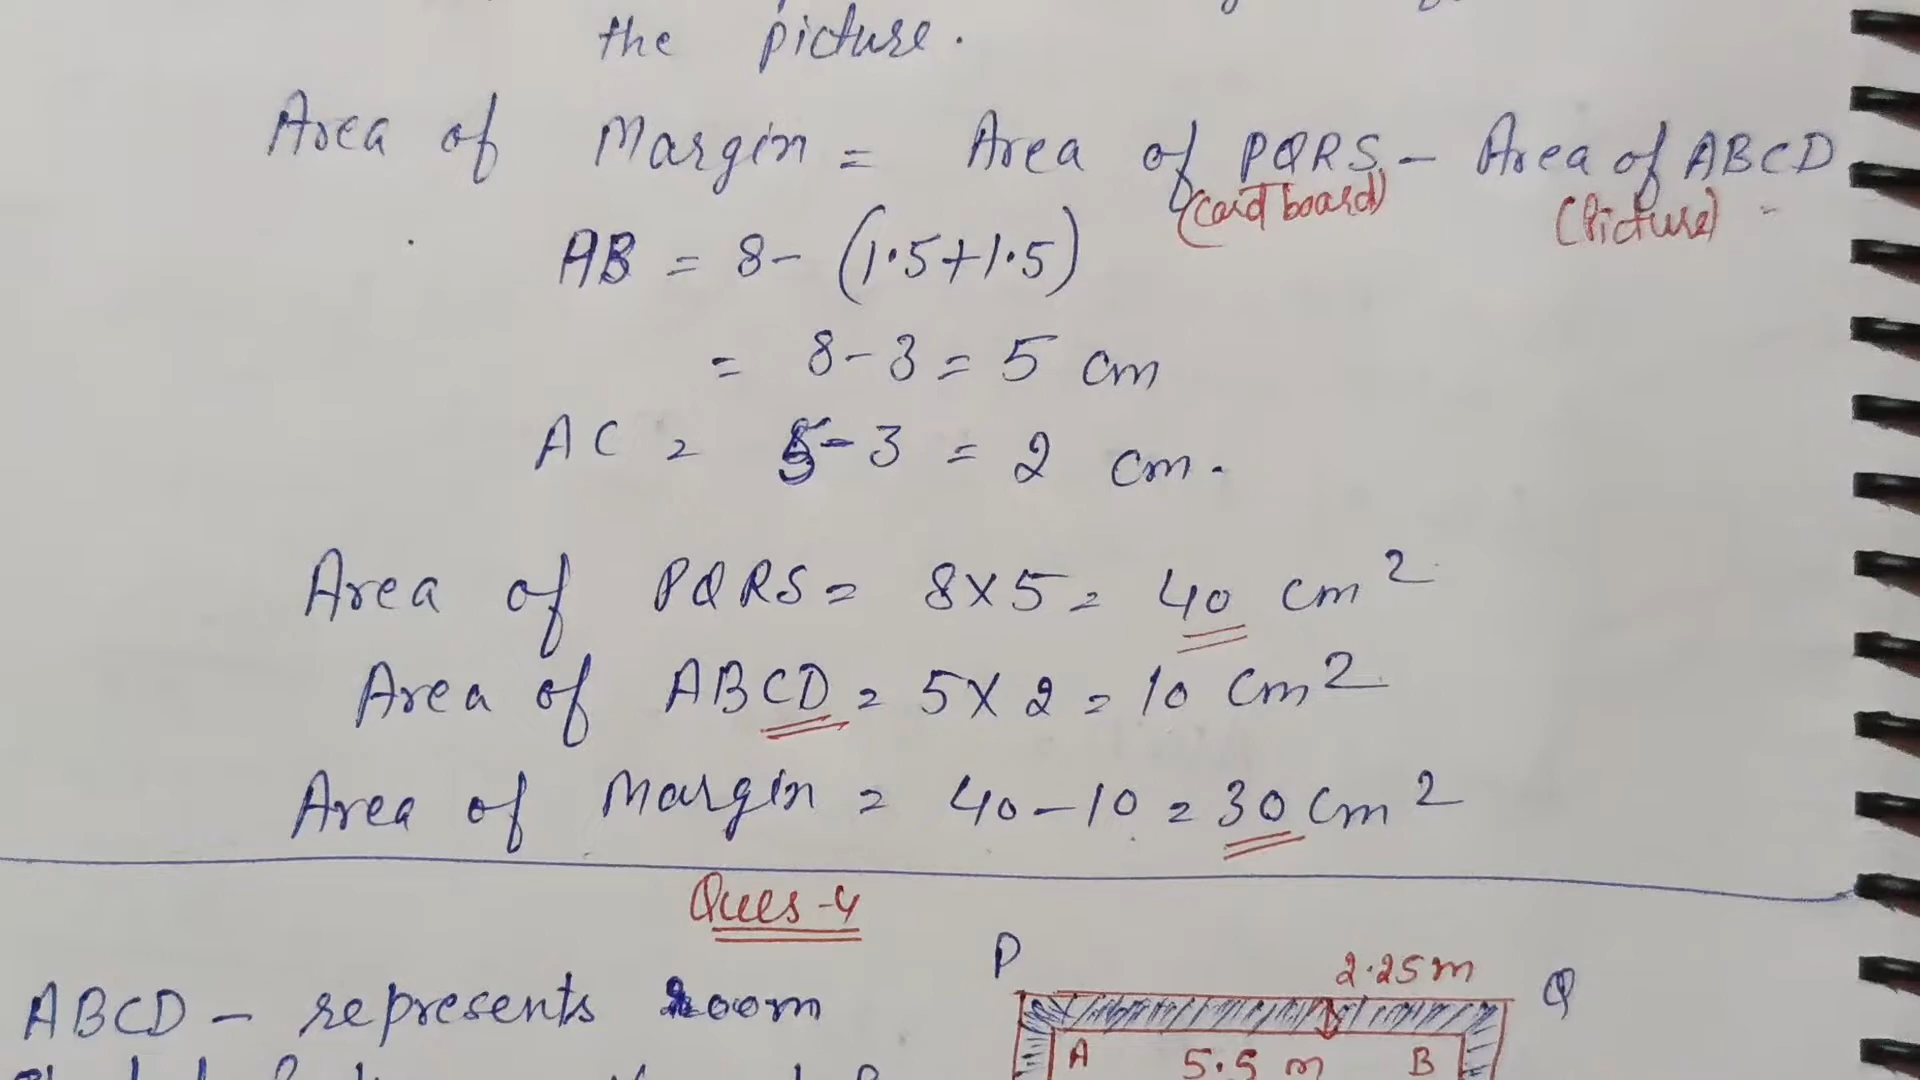 the picture.
Area of Margin = Area of PQRS - Area of ABCD
(Card board) (Picture)
AB = 8 - (1.5+1.5)
= 8 - 3 = 5 cm
AC = 5 - 3 = 2 cm.
Area of PQRS = 8 × 5 = 40 cm²
Area of ABCD = 5 × 2 = 10 cm²
Area of Margin = 40 - 10 = 30 cm²
Ques - 4
P 2.25m Q
ABCD - represents room
A 5.5 m B